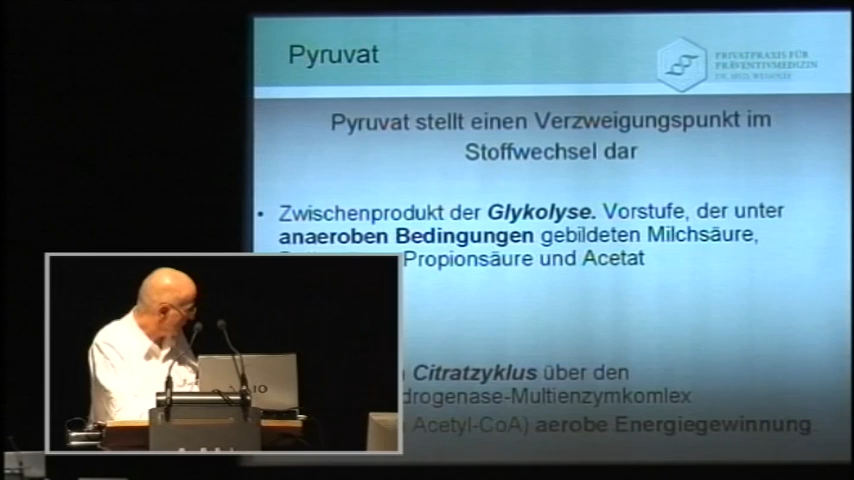 Pyruvat
PRIVATPRAXIS FÜR
PRÄVENTIVMEDIZIN
Pyruvat stellt einen Verzweigungspunkt im
Stoffwechsel dar
• Zwischenprodukt der Glykolyse. Vorstufe, der unter
anaeroben Bedingungen gebildeten Milchsäure,
Propionsäure und Acetat
Citratzyklus über den
drogenase-Multienzymkomlex
Acetyl-CoA) aerobe Energiegewinnung.
VAIO